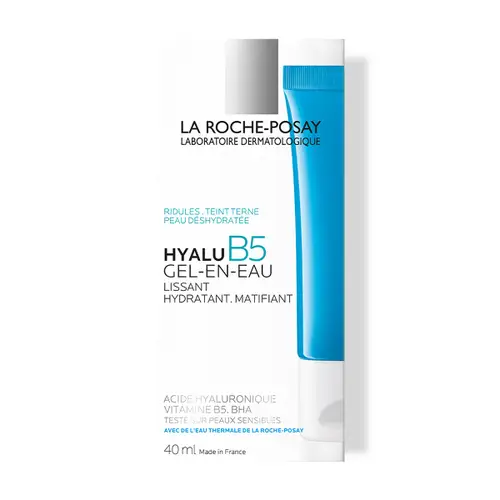 LA ROCHE-POSAY
LABORATOIRE DERMATOLOGIQUE
RIDULES. TEINT TERNE
PEAU DÉSHYDRATÉE
HYALU B5
GEL-EN-EAU
LISSANT
HYDRATANT. MATIFIANT
ACIDE HYALURONIQUE
VITAMINE B5. BHA
TESTÉ SUR PEAUX SENSIBLES
AVEC DE L'EAU THERMALE DE LA ROCHE-POSAY
40 ml Made in France